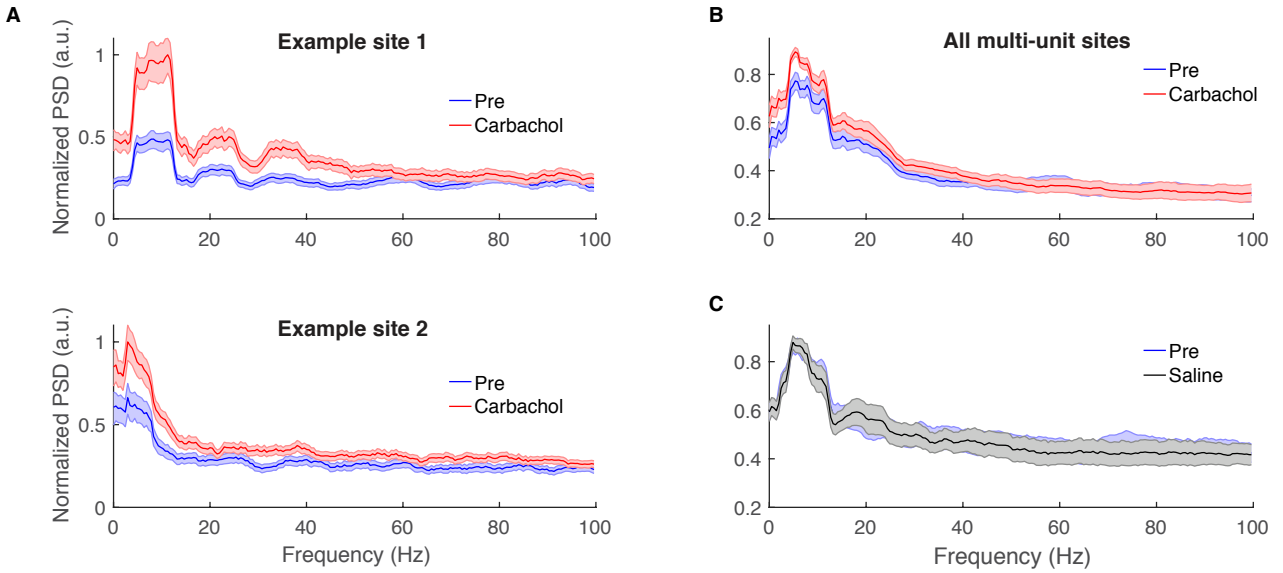 A
Example site 1
Normalized PSD (a.u.)
1
0.5
0
Pre
Carbachol
0 20 40 60 80 100
Example site 2
Normalized PSD (a.u.)
1
0.5
0
Pre
Carbachol
0 20 40 60 80 100
Frequency (Hz)
B
All multi-unit sites
0.8
0.6
0.4
0.2
Pre
Carbachol
0 20 40 60 80 100
C
0.8
0.6
0.4
0.2
Pre
Saline
0 20 40 60 80 100
Frequency (Hz)